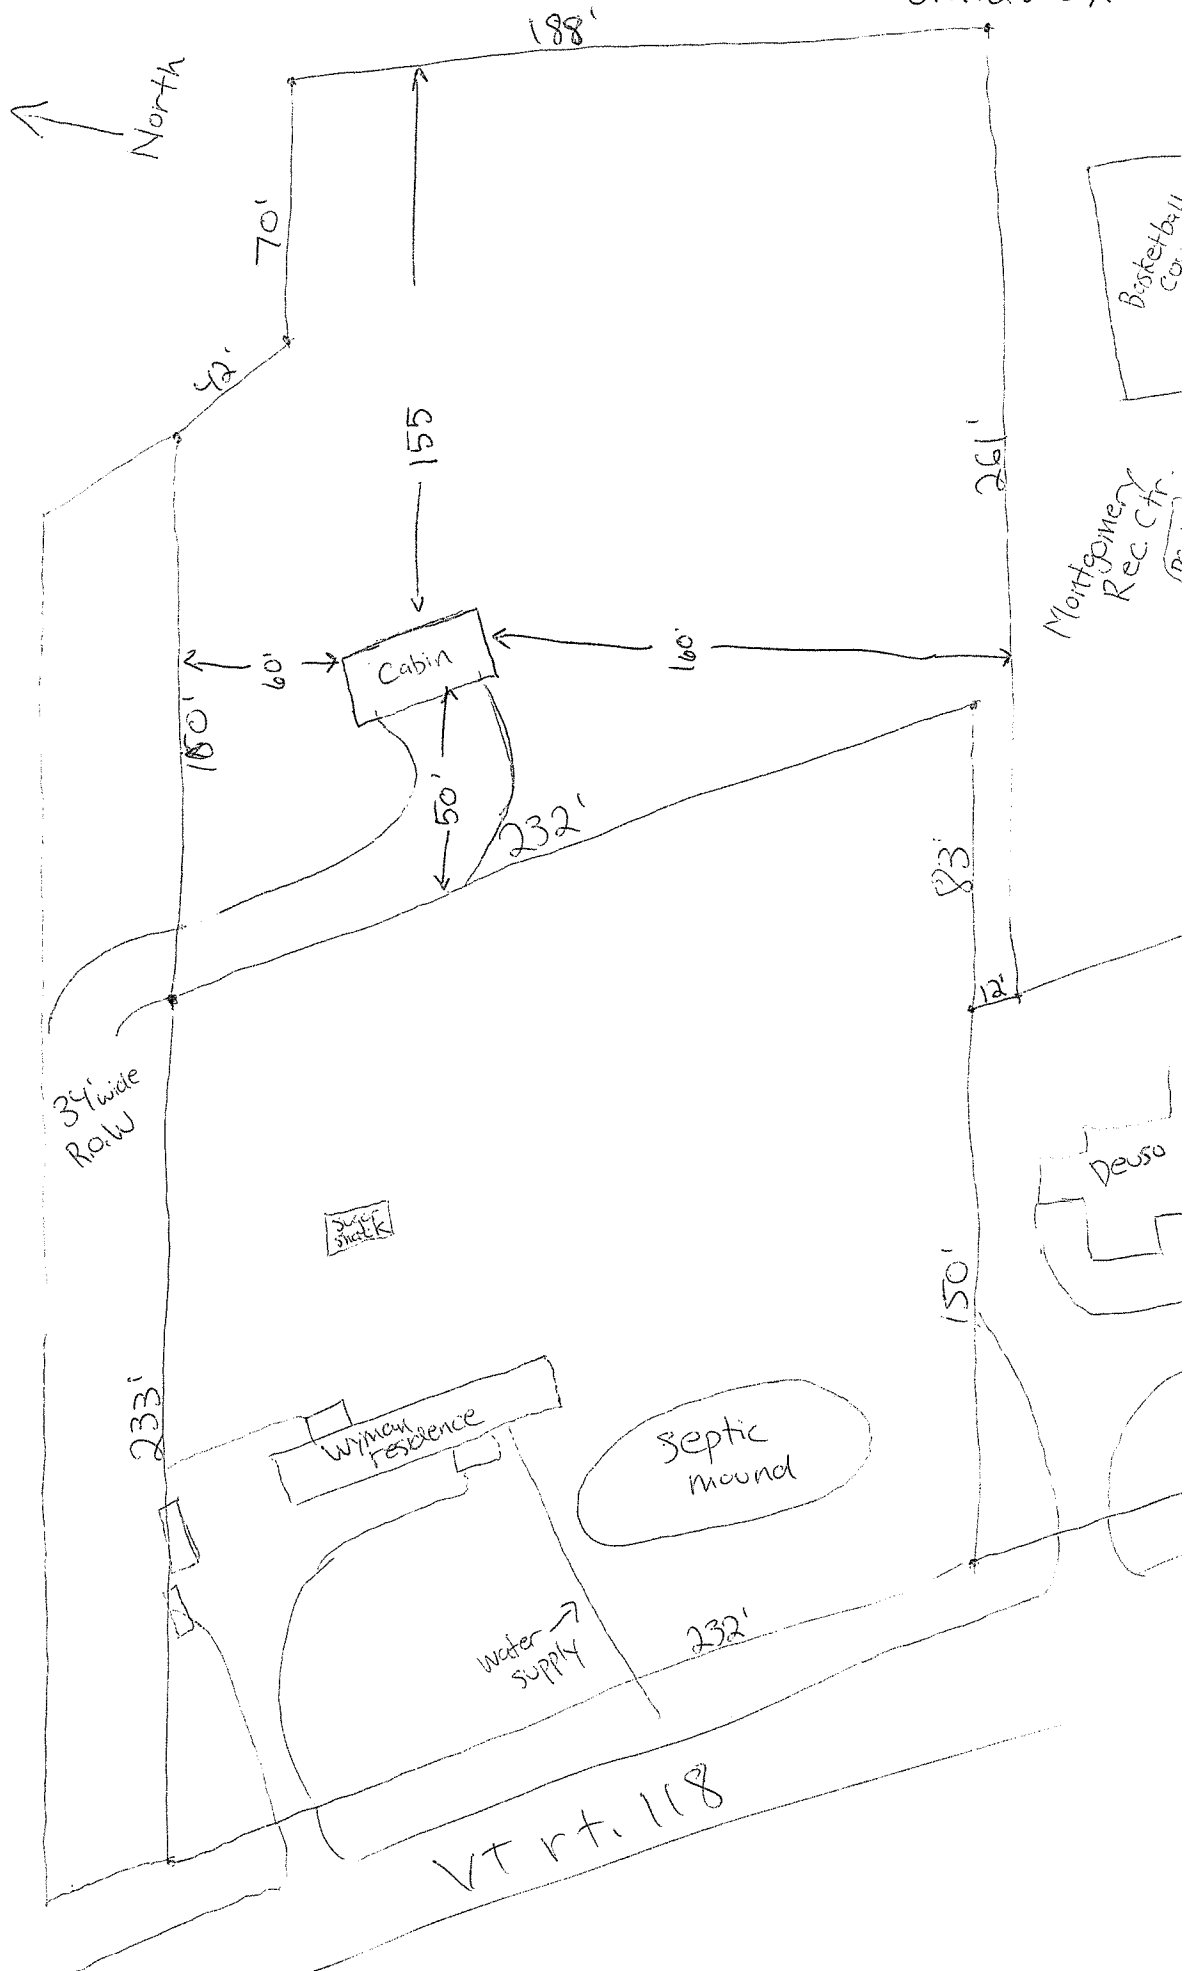 188'
North
70'
42'
155
261'
Basketball
Montgomery
Rec. Ctr.
Cabin
60'
160'
50'
232'
83'
12'
34' wide
R.O.W
Deuso
150'
233'
Wyman
residence
septic
mound
water
supply
232'
VT rt. 118